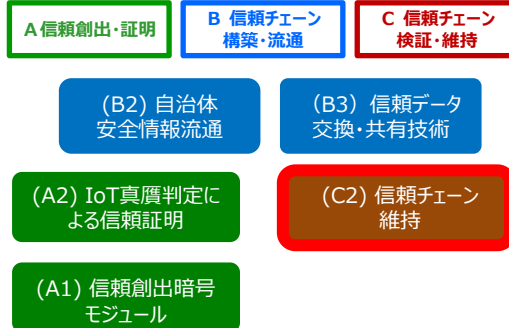 A信頼創出・証明
B 信頼チェーン
構築・流通
C 信頼チェーン
検証・維持
(B2) 自治体
安全情報流通
（B3）信頼データ
交換・共有技術
(A2) IoT真贋判定に
よる信頼証明
(C2) 信頼チェーン
維持
(A1) 信頼創出暗号
モジュール